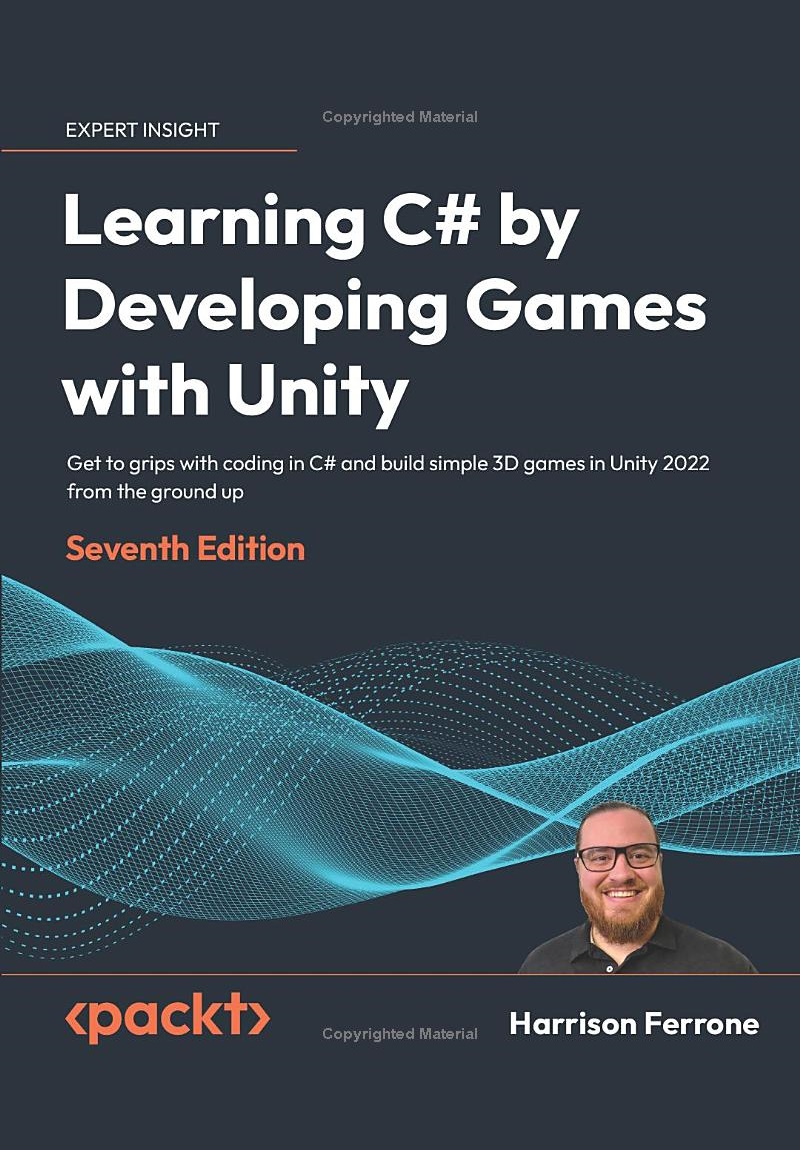 Copyrighted Material
EXPERT INSIGHT
Learning C# by
Developing Games
with Unity
Get to grips with coding in C# and build simple 3D games in Unity 2022
from the ground up
Seventh Edition
<packt>
Copyrighted Material
Harrison Ferrone